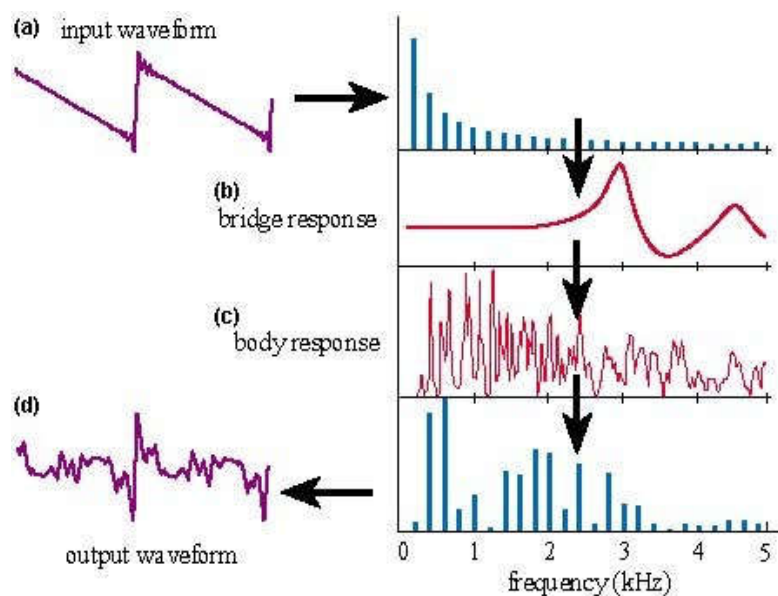 (a)
input waveform
(b)
bridge response
(c)
body response
(d)
output waveform
0 1 2 3 4 5
frequency (kHz)